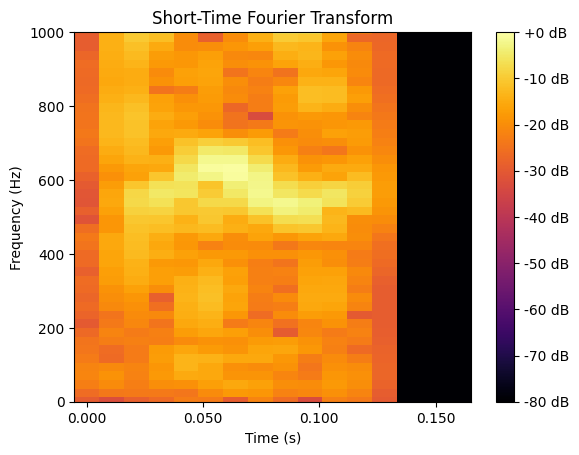 Short-Time Fourier Transform
1000
800
600
400
200
0
Frequency (Hz)
0.000
0.050
0.100
0.150
Time (s)
+0 dB
-10 dB
-20 dB
-30 dB
-40 dB
-50 dB
-60 dB
-70 dB
-80 dB